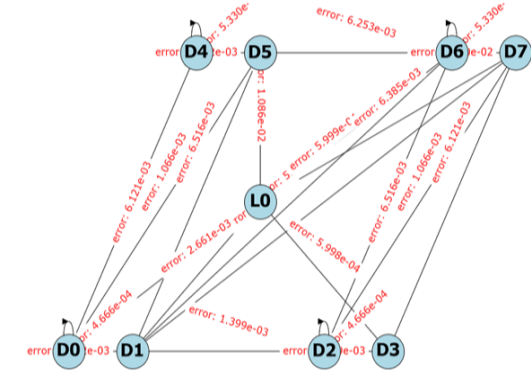 5.330e-
error: 6.253e-03
5.330e-
error
D4
e-03
D5
error
D6
e-02
D7
1.086e-02
error: 6.385e-03
error: 5.999e-
error: 6.121e-03
error: 1.066e-03
error: 6.516e-03
error: 6.516e-03
error: 1.066e-03
error: 6.121e-03
L0
error: 2.661e-03
error: 5.998e-04
4.666e-04
error: 1.399e-03
4.666e-04
error
D0
e-03
D1
error
D2
e-03
D3